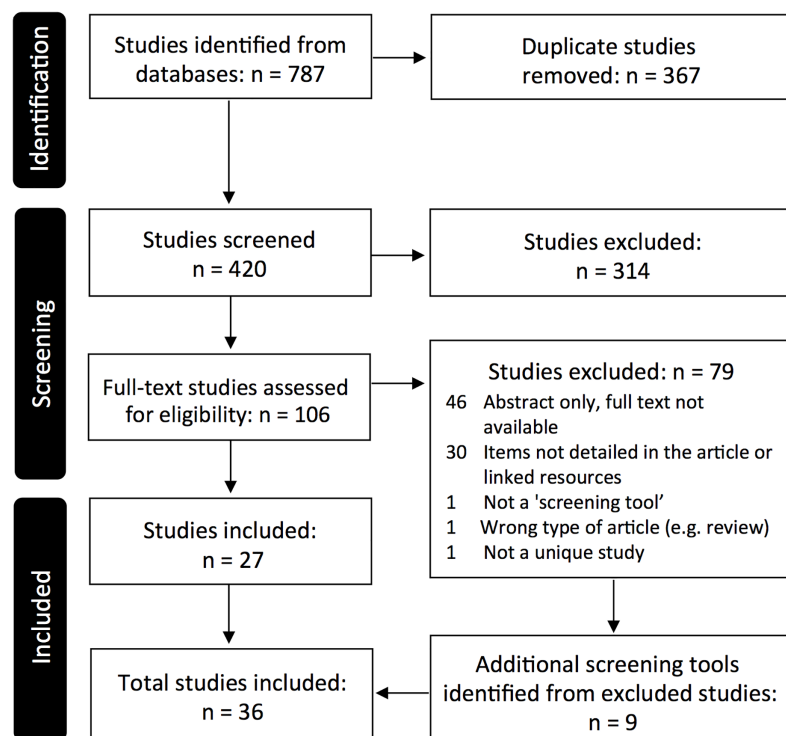 Identification
Studies identified from
databases: n = 787
Duplicate studies
removed: n = 367
Screening
Studies screened
n = 420
Studies excluded:
n = 314
Full-text studies assessed
for eligibility: n = 106
Studies excluded: n = 79
46 Abstract only, full text not
available
30 Items not detailed in the article or
linked resources
1 Not a 'screening tool’
1 Wrong type of article (e.g. review)
1 Not a unique study
Included
Studies included:
n = 27
Total studies included:
n = 36
Additional screening tools
identified from excluded studies:
n = 9